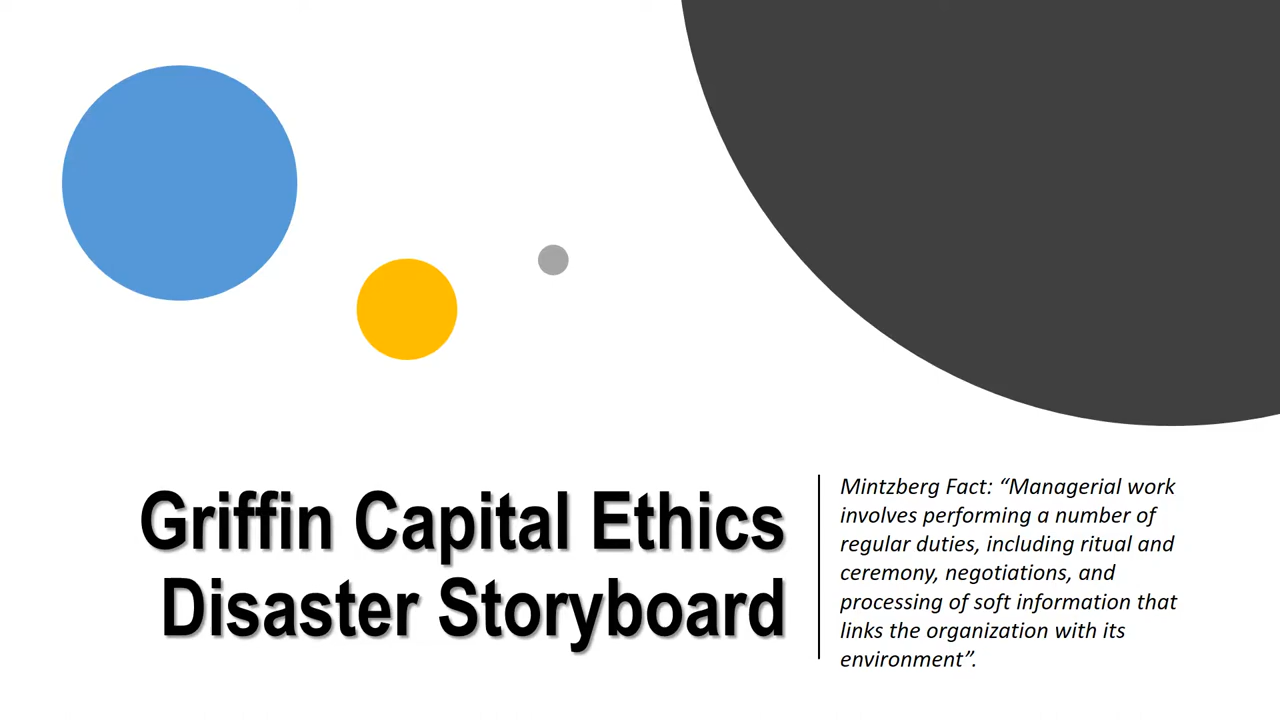 Griffin Capital Ethics
Disaster Storyboard
Mintzberg Fact: “Managerial work
involves performing a number of
regular duties, including ritual and
ceremony, negotiations, and
processing of soft information that
links the organization with its
environment”.